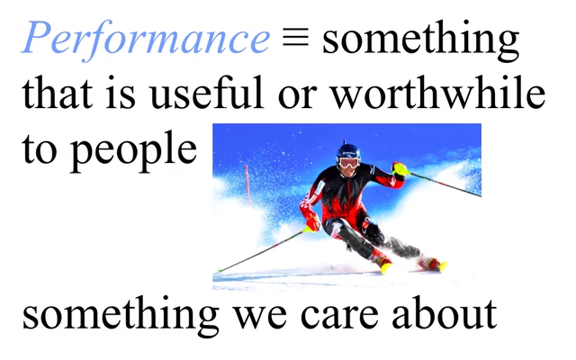 Performance ≡ something
that is useful or worthwhile
to people
something we care about